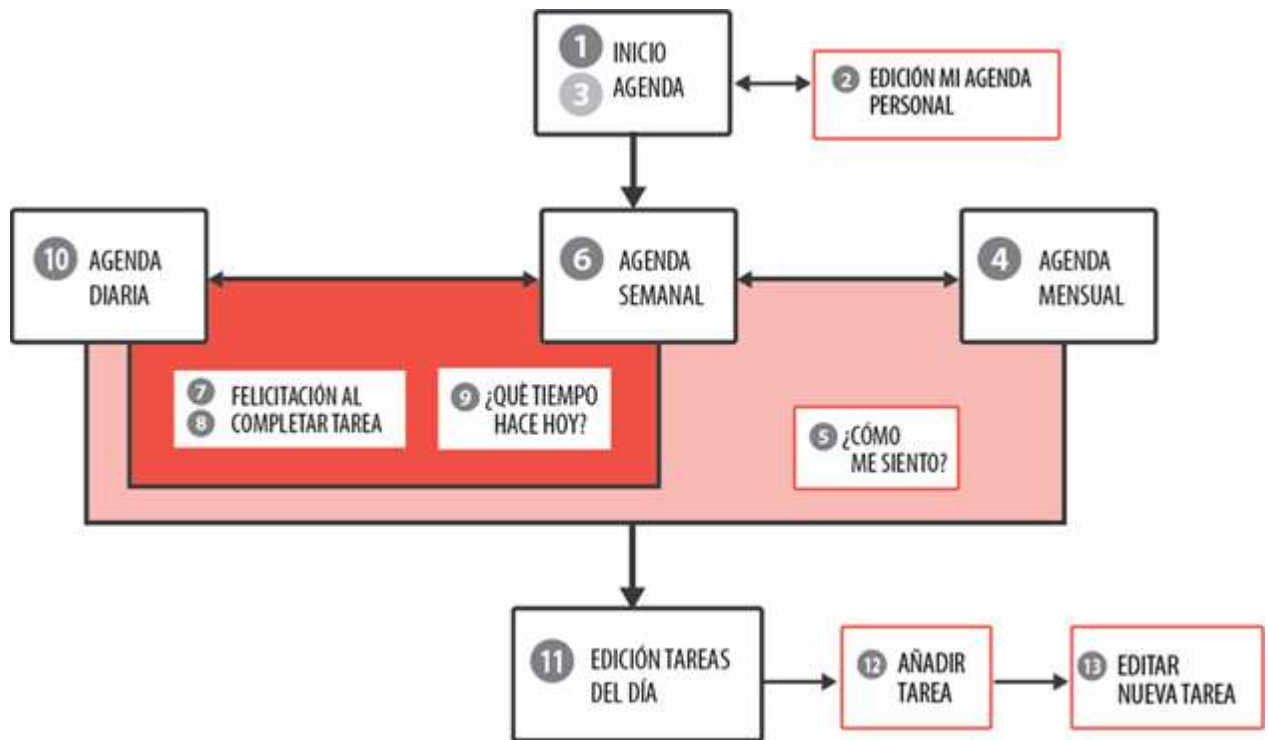 1 INICIO
3 AGENDA
2 EDICIÓN MI AGENDA
PERSONAL
10 AGENDA
DIARIA
6 AGENDA
SEMANAL
4 AGENDA
MENSUAL
7 FELICITACIÓN AL
8 COMPLETAR TAREA
9 ¿QUÉ TIEMPO
HACE HOY?
5 ¿CÓMO
ME SIENTO?
11 EDICIÓN TAREAS
DEL DÍA
12 AÑADIR
TAREA
13 EDITAR
NUEVA TAREA